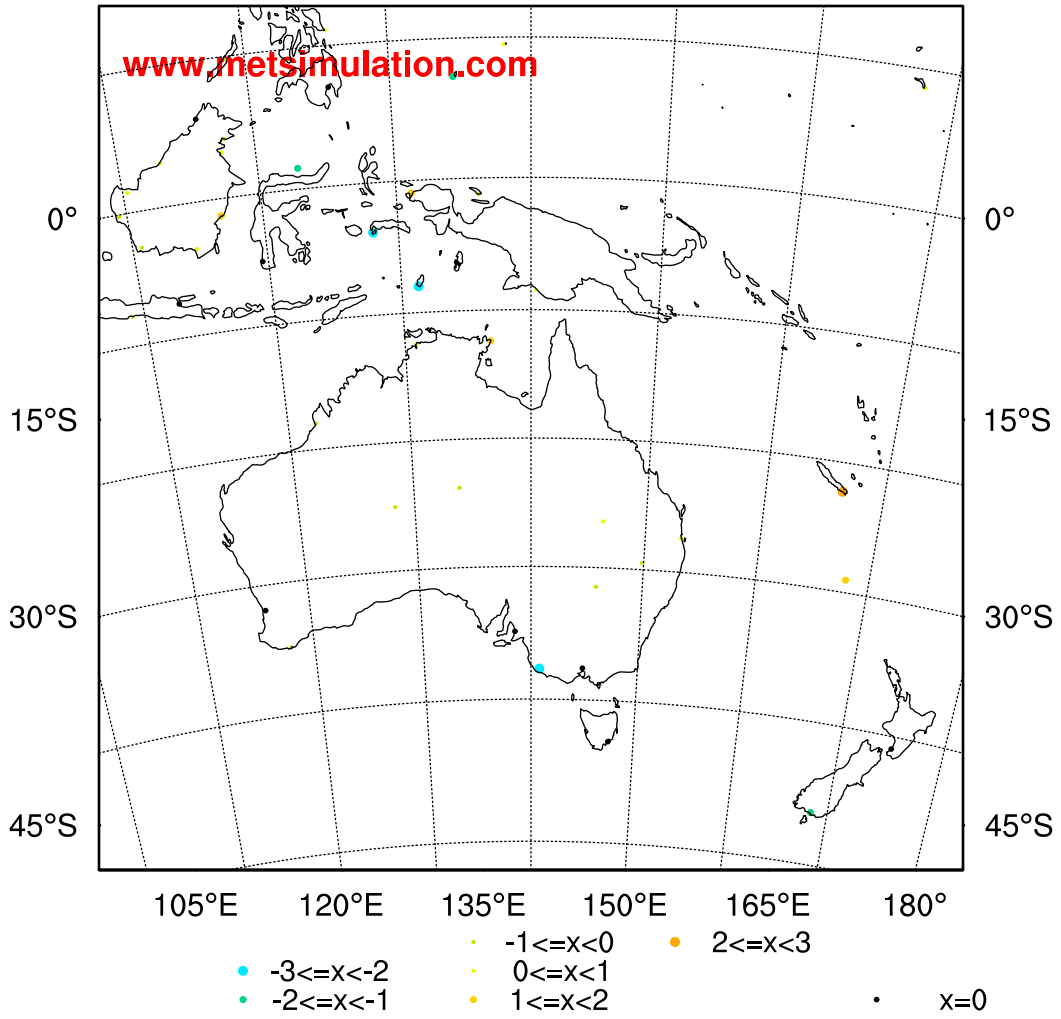 www.metsimulation.com
0° 0°
15°S 15°S
30°S 30°S
45°S 45°S
105°E 120°E 135°E 150°E 165°E 180°
-1<=x<0 2<=x<3
-3<=x<-2 0<=x<1
-2<=x<-1 1<=x<2 x=0